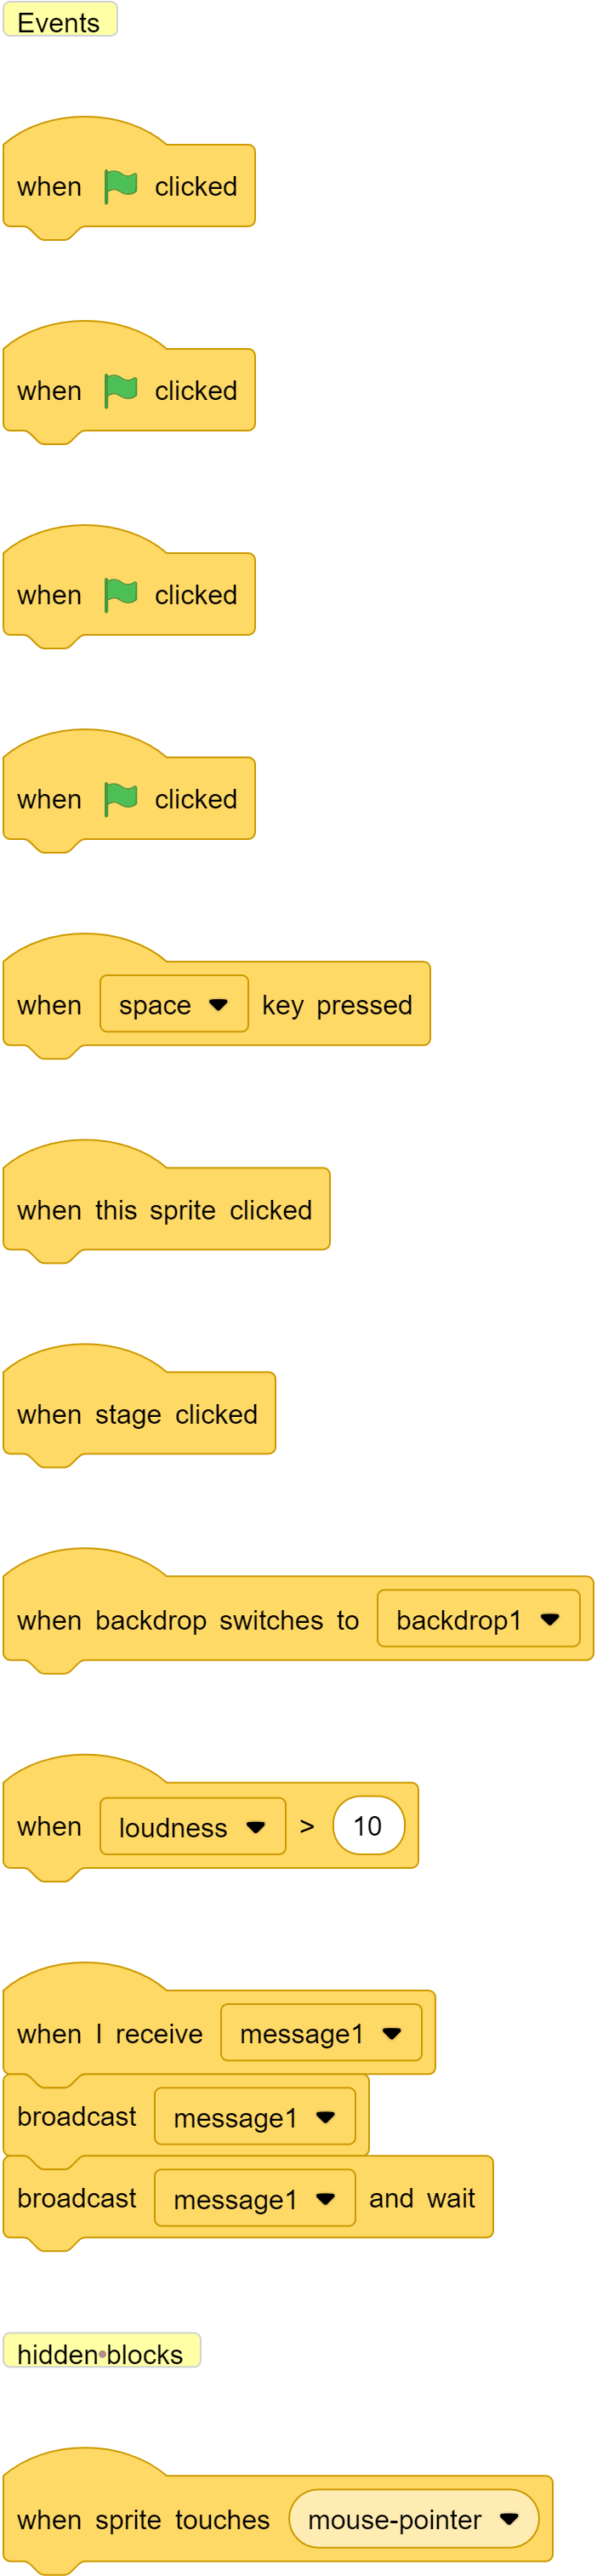 Events
when clicked
when clicked
when clicked
when clicked
when space key pressed
when this sprite clicked
when stage clicked
when backdrop switches to backdrop1
when loudness > 10
when I receive message1
broadcast message1
broadcast message1 and wait
hidden•blocks
when sprite touches mouse-pointer